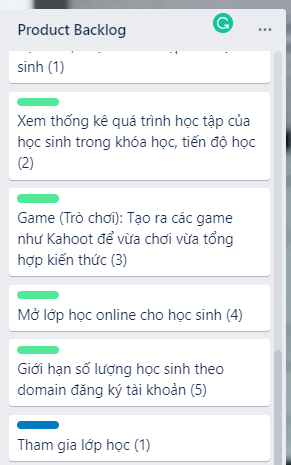 Product Backlog
sinh (1)
Xem thống kê quá trình học tập của
học sinh trong khóa học, tiến độ học
(2)
Game (Trò chơi): Tạo ra các game
như Kahoot để vừa chơi vừa tổng
hợp kiến thức (3)
Mở lớp học online cho học sinh (4)
Giới hạn số lượng học sinh theo
domain đăng ký tài khoản (5)
Tham gia lớp học (1)